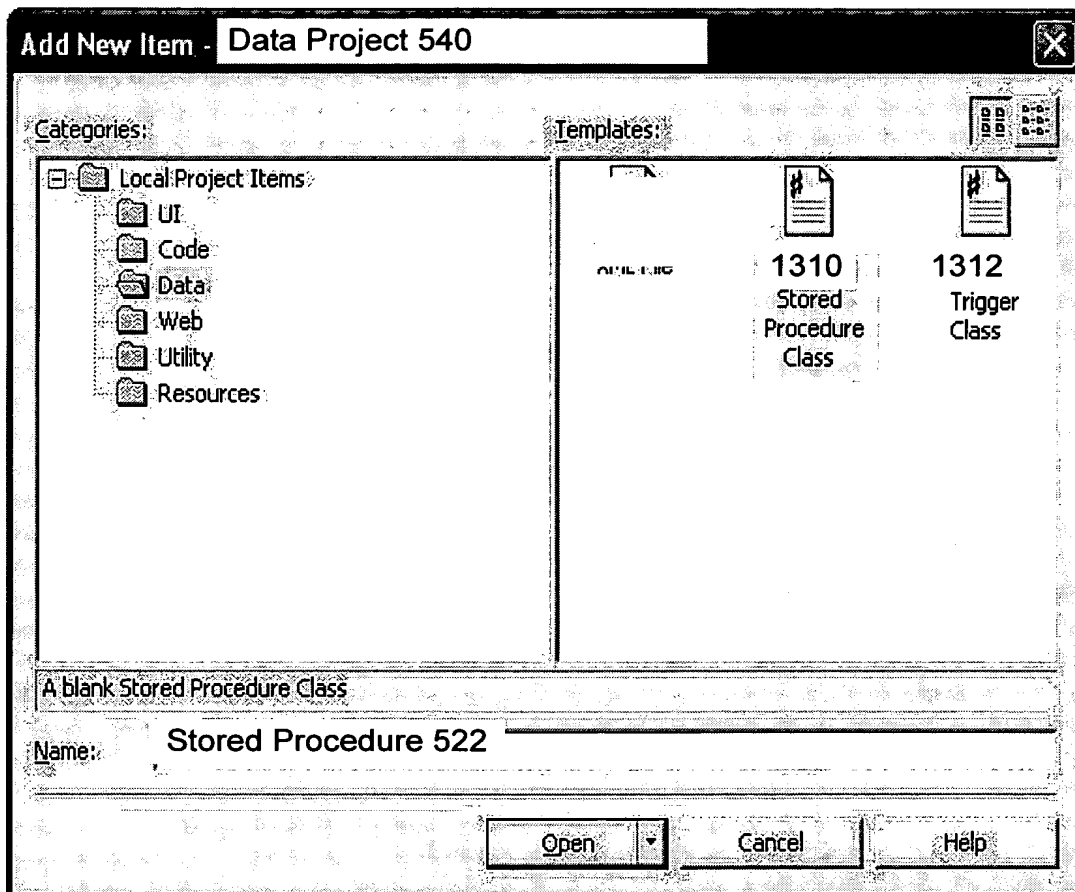 Add New Item - Data Project 540
Categories:
Templates:
Local Project Items
UI
Code
Data
Web
Utility
Resources
1310
Stored
Procedure
Class
1312
Trigger
Class
A blank Stored Procedure Class
Name:
Stored Procedure 522
Open
Cancel
Help